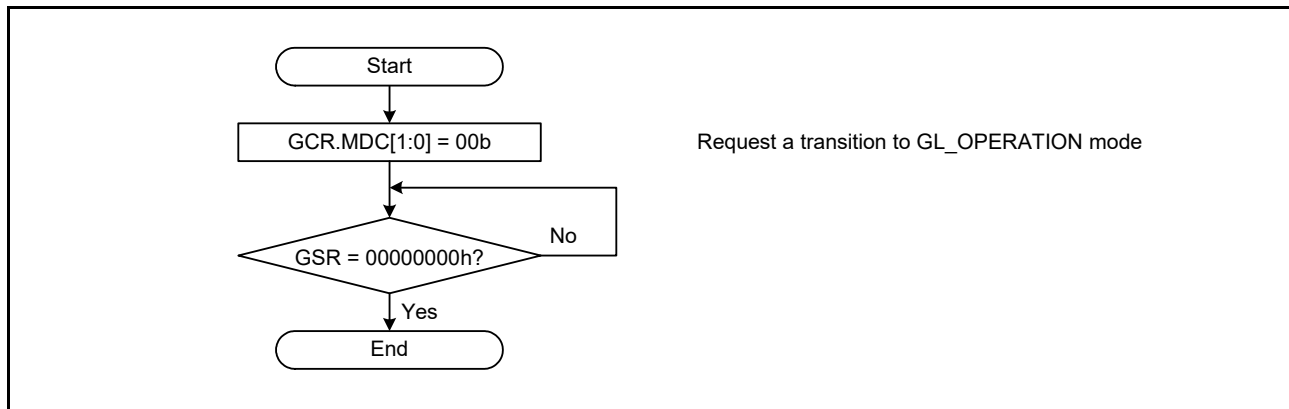 Start
GCR.MDC[1:0] = 00b
Request a transition to GL_OPERATION mode
GSR = 00000000h?
No
Yes
End